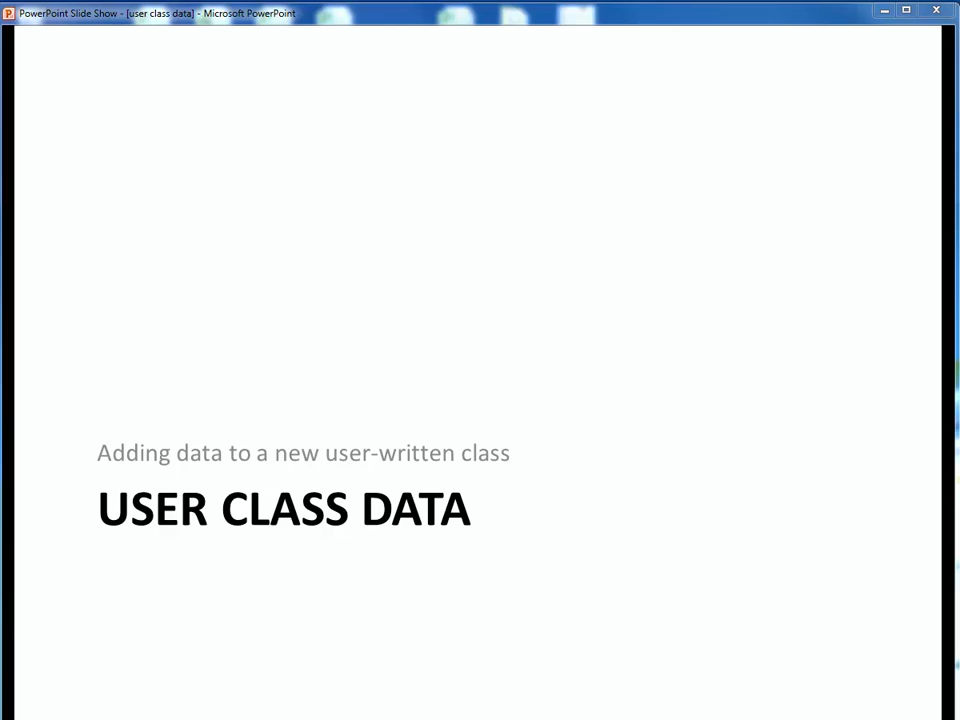 PowerPoint Slide Show - [user class data] - Microsoft PowerPoint
Adding data to a new user-written class
USER CLASS DATA